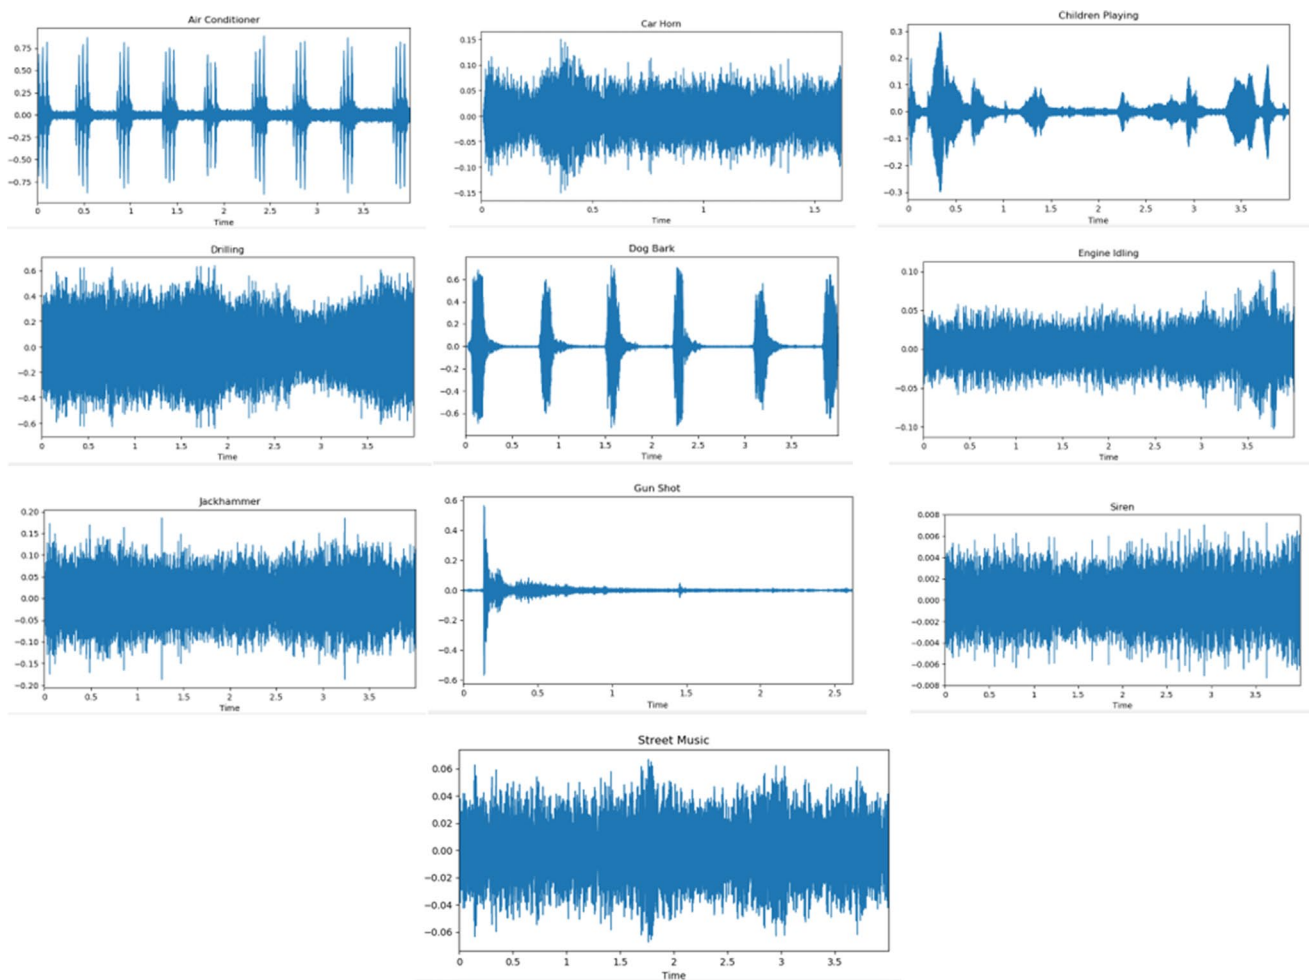 Air Conditioner
0.75
0.50
0.25
0.00
−0.25
−0.50
−0.75
0 0.5 1 1.5 2 2.5 3 3.5
Time
Car Horn
0.15
0.10
0.05
0.00
−0.05
−0.10
−0.15
0 0.5 1 1.5
Time
Children Playing
0.3
0.2
0.1
0.0
−0.1
−0.2
−0.3
0 0.5 1 1.5 2 2.5 3 3.5
Time
Drilling
0.6
0.4
0.2
0.0
−0.2
−0.4
−0.6
0 0.5 1 1.5 2 2.5 3 3.5
Time
Dog Bark
0.6
0.4
0.2
0.0
−0.2
−0.4
−0.6
0 0.5 1 1.5 2 2.5 3 3.5
Time
Engine Idling
0.10
0.05
0.00
−0.05
−0.10
0 0.5 1 1.5 2 2.5 3 3.5
Time
Jackhammer
0.20
0.15
0.10
0.05
0.00
−0.05
−0.10
−0.15
−0.20
0 0.5 1 1.5 2 2.5 3 3.5
Time
Gun Shot
0.6
0.4
0.2
0.0
−0.2
−0.4
−0.6
0 0.5 1 1.5 2 2.5
Time
Siren
0.008
0.006
0.004
0.002
0.000
−0.002
−0.004
−0.006
−0.008
0 0.5 1 1.5 2 2.5 3 3.5
Time
Street Music
0.06
0.04
0.02
0.00
−0.02
−0.04
−0.06
0 0.5 1 1.5 2 2.5 3 3.5
Time